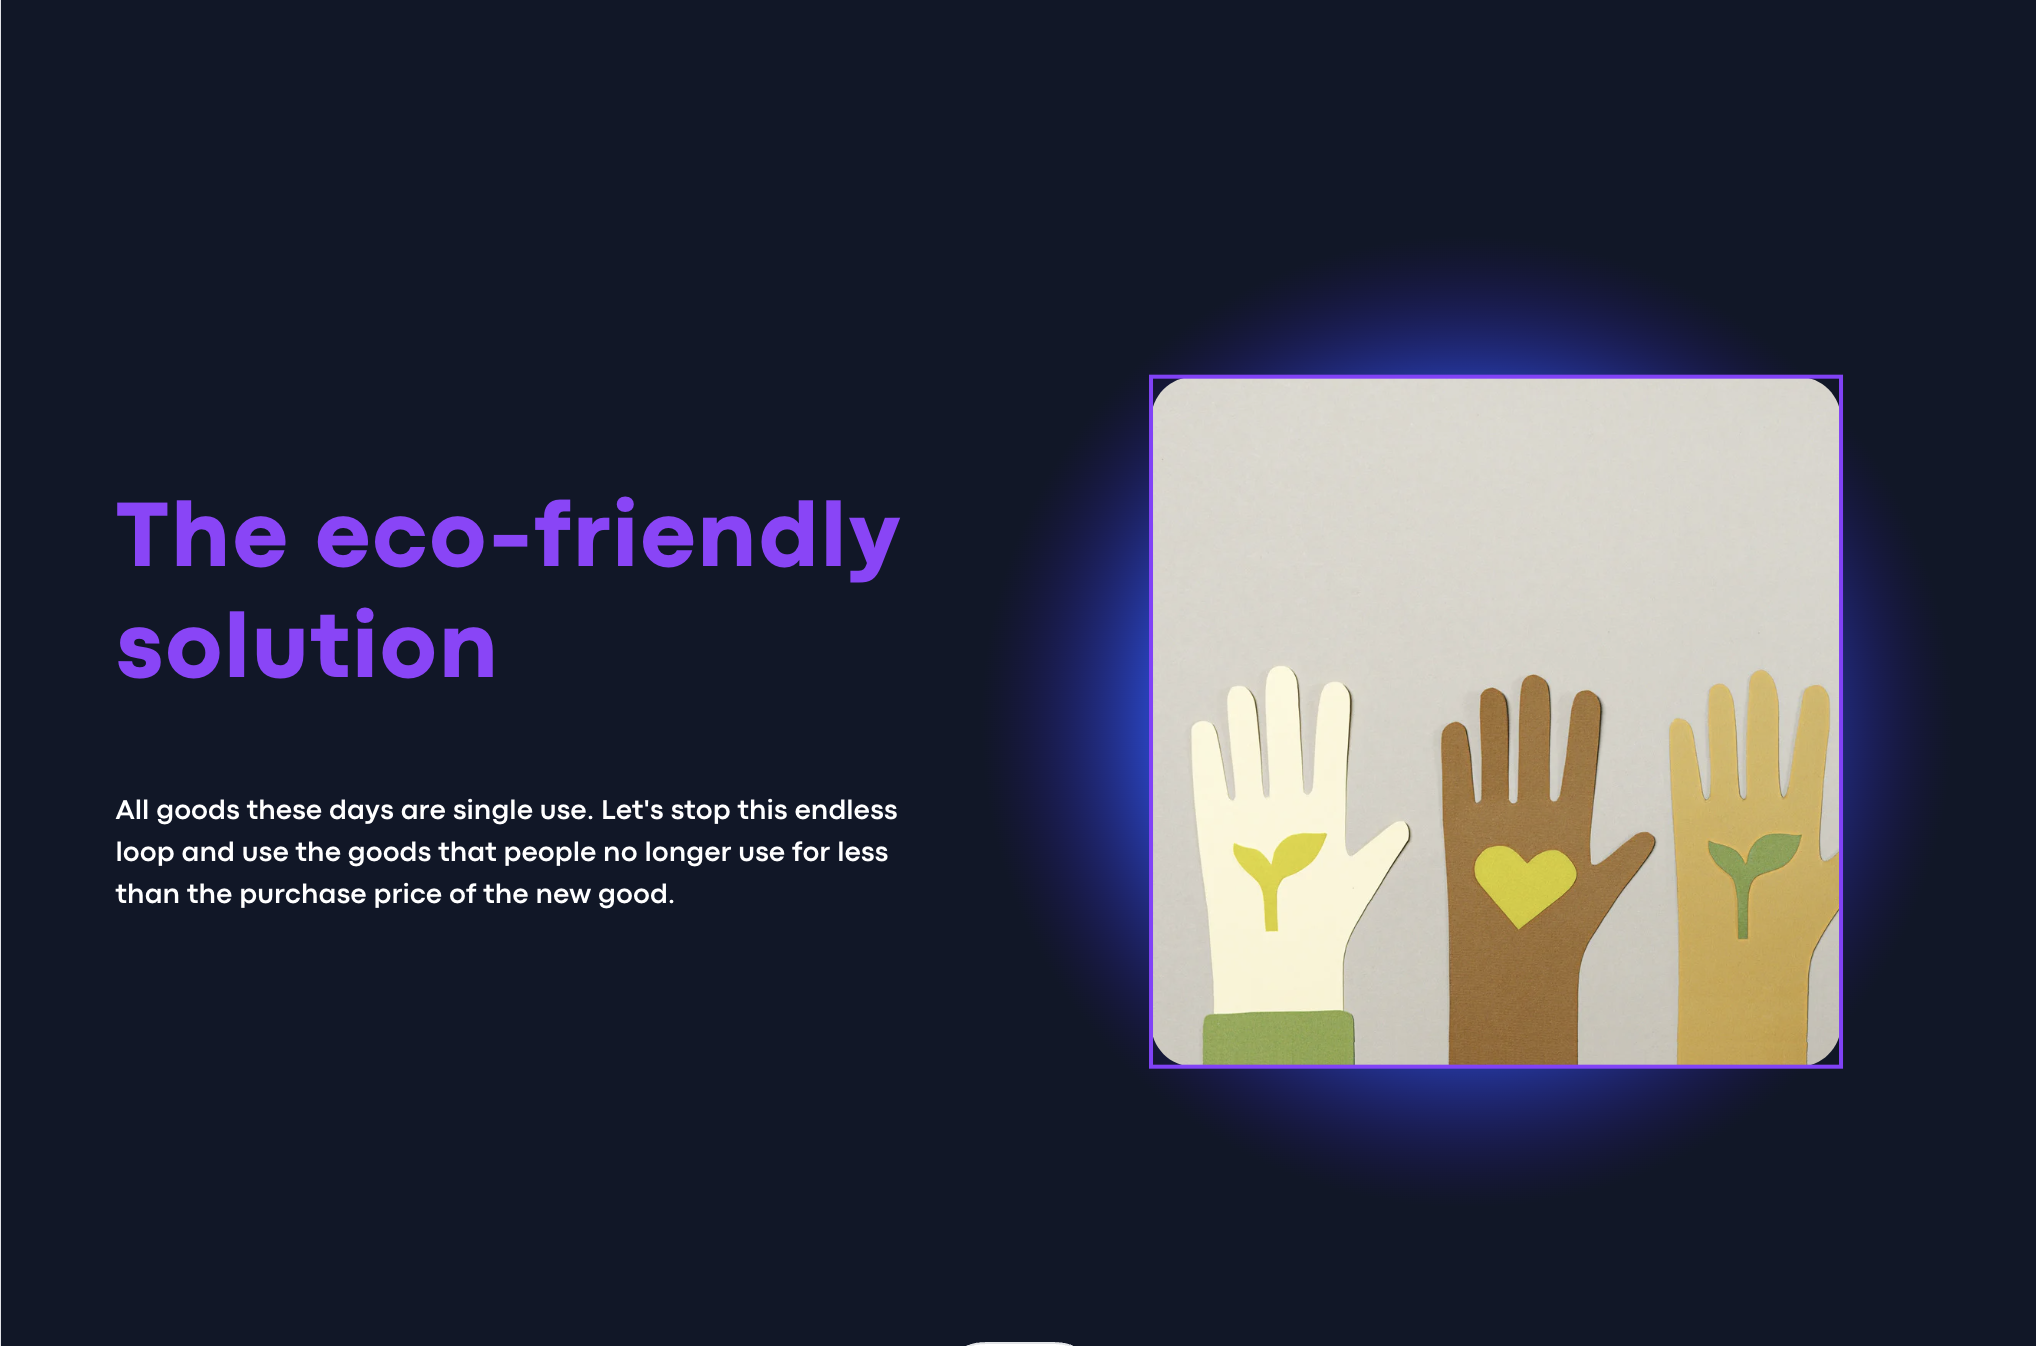 The eco-friendly
solution
All goods these days are single use. Let's stop this endless
loop and use the goods that people no longer use for less
than the purchase price of the new good.